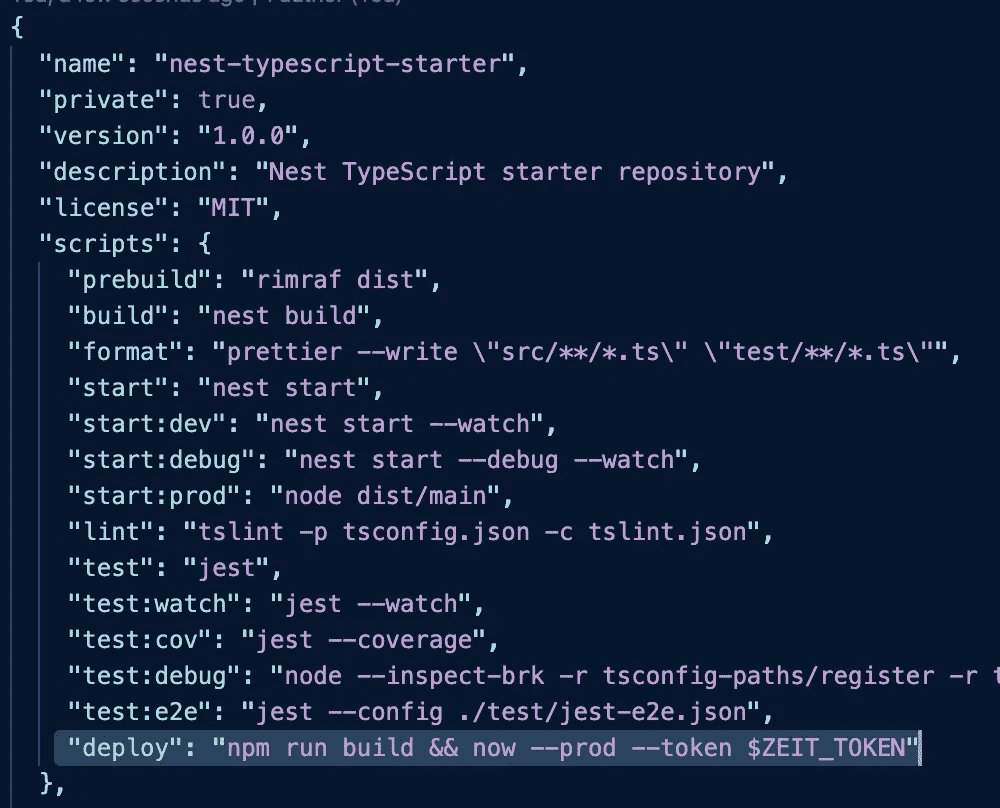 {
"name": "nest-typescript-starter",
"private": true,
"version": "1.0.0",
"description": "Nest TypeScript starter repository",
"license": "MIT",
"scripts": {
"prebuild": "rimraf dist",
"build": "nest build",
"format": "prettier --write \"src/**/*.ts\" \"test/**/*.ts\"",
"start": "nest start",
"start:dev": "nest start --watch",
"start:debug": "nest start --debug --watch",
"start:prod": "node dist/main",
"lint": "tslint -p tsconfig.json -c tslint.json",
"test": "jest",
"test:watch": "jest --watch",
"test:cov": "jest --coverage",
"test:debug": "node --inspect-brk -r tsconfig-paths/register -r
"test:e2e": "jest --config ./test/jest-e2e.json",
"deploy": "npm run build && now --prod --token $ZEIT_TOKEN"
},